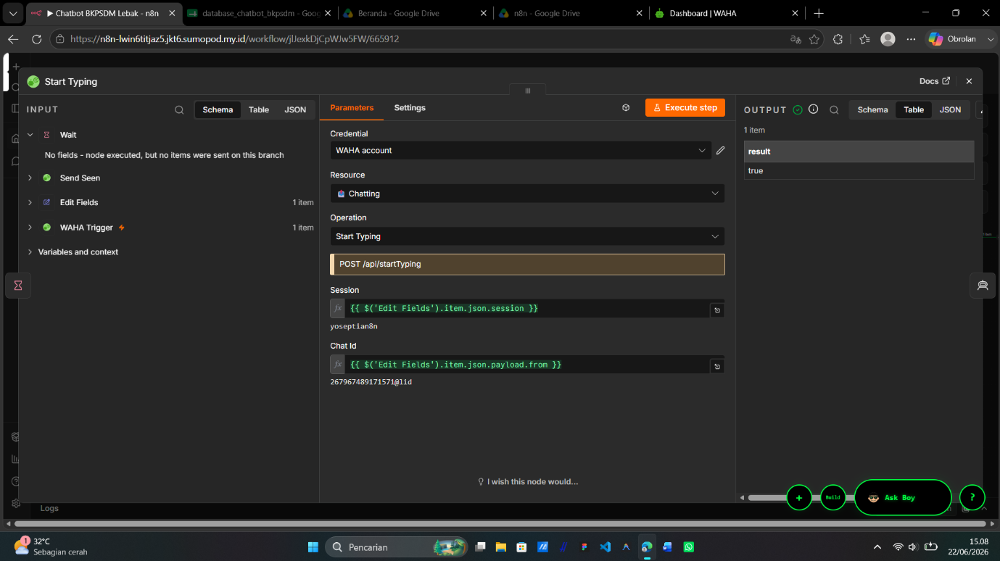 Chatbot BKPSDM Lebak - n8n
database_chatbot_bkpsdm - Goog
Beranda - Google Drive
n8n - Google Drive
Dashboard | WAHA
https://n8n-lwin6titjaz5.jkt6.sumopod.my.id/workflow/jlJexkDjCpWJw5FW/665912
Obrolan
Start Typing
Docs
INPUT
Schema
Table
JSON
Parameters
Settings
Execute step
OUTPUT
Schema
Table
JSON
Wait
No fields - node executed, but no items were sent on this branch
Send Seen
Edit Fields
1 item
WAHA Trigger
1 item
Variables and context
Credential
WAHA account
Resource
Chatting
Operation
Start Typing
POST /api/startTyping
Session
fx
{{ $('Edit Fields').item.json.session }}
yoseptian8n
Chat Id
fx
{{ $('Edit Fields').item.json.payload.from }}
267967489171571@lid
I wish this node would...
1 item
result
true
1 item
+
Build
Ask Boy
?
Logs
1
32°C
Sebagian cerah
Pencarian
15.08
22/06/2026